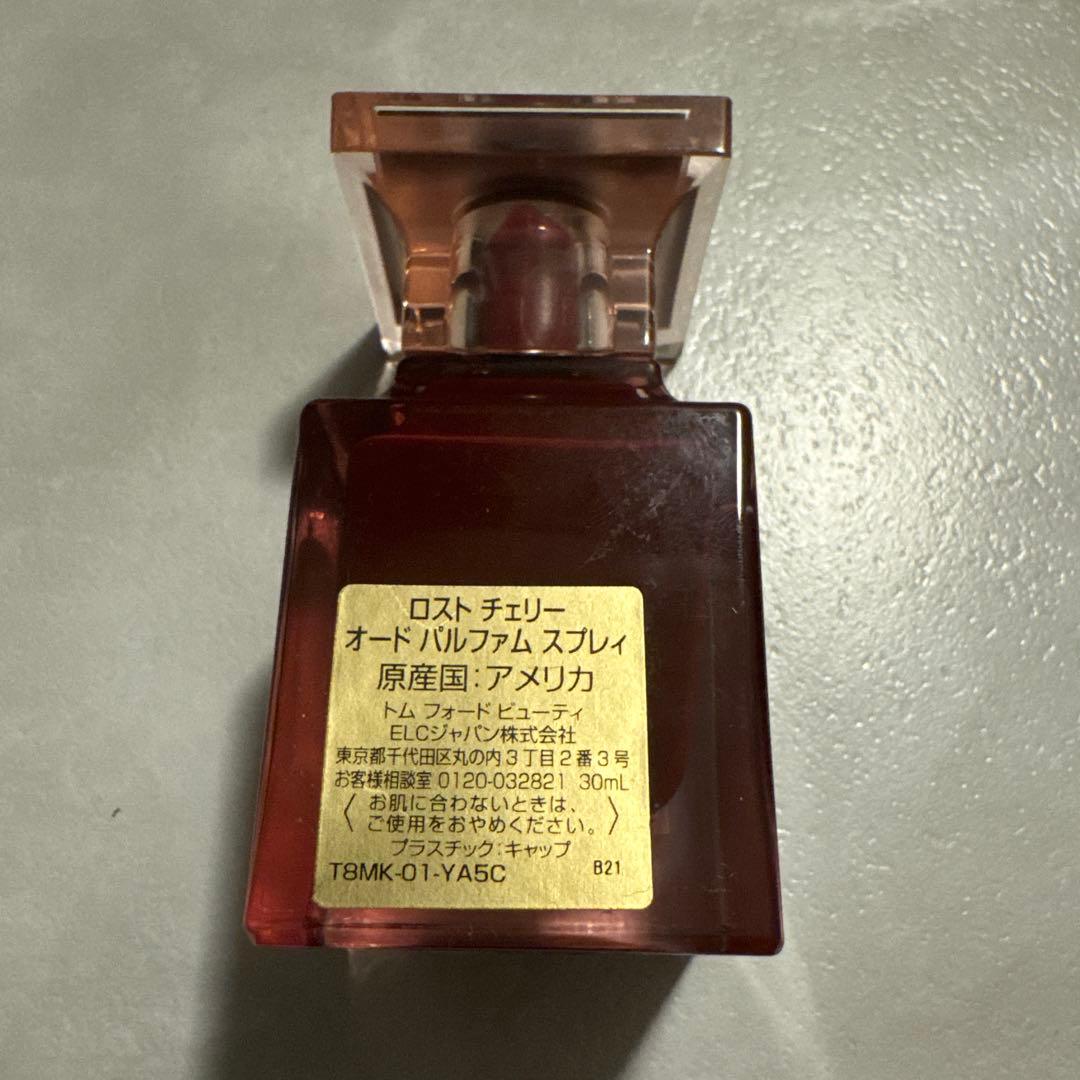 ロスト チェリー
オード パルファム スプレィ
原産国：アメリカ
トム フォード ビューティ
ELCジャパン株式会社
東京都千代田区丸の内3丁目2番3号
お客様相談室 0120-032821 30mL
〈お肌に合わないときは、
ご使用をおやめください。〉
プラスチック：キャップ
T8MK-01-YA5C B21